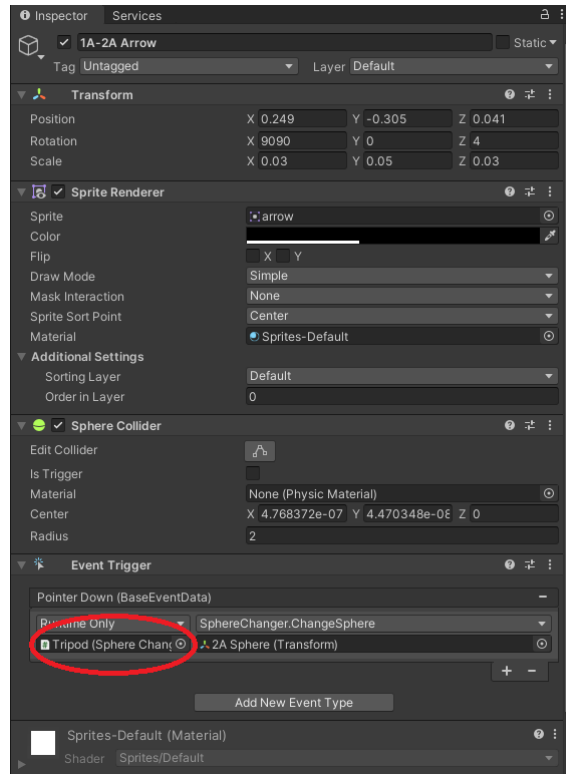 Inspector Services
1A-2A Arrow Static
Tag Untagged Layer Default
Transform
Position X 0.249 Y -0.305 Z 0.041
Rotation X 9090 Y 0 Z 4
Scale X 0.03 Y 0.05 Z 0.03
Sprite Renderer
Sprite arrow
Color
Flip X Y
Draw Mode Simple
Mask Interaction None
Sprite Sort Point Center
Material Sprites-Default
Additional Settings
Sorting Layer Default
Order in Layer 0
Sphere Collider
Edit Collider
Is Trigger
Material None (Physic Material)
Center X 4.768372e-07 Y 4.470348e-08 Z 0
Radius 2
Event Trigger
Pointer Down (BaseEventData)
Runtime Only SphereChanger.ChangeSphere
Tripod (Sphere Chang 2A Sphere (Transform)
Add New Event Type
Sprites-Default (Material)
Shader Sprites/Default